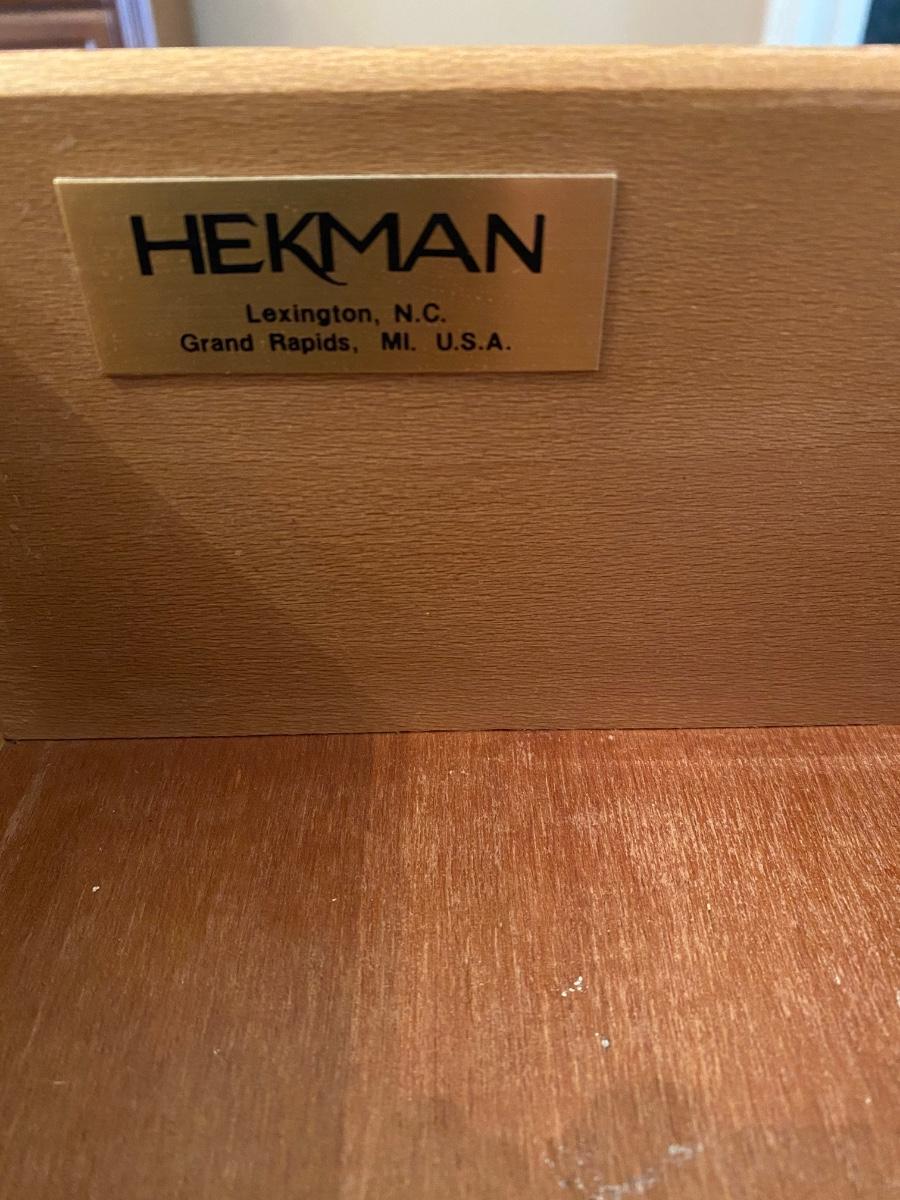 HEKMAN
Lexington, N.C.
Grand Rapids, MI. U.S.A.